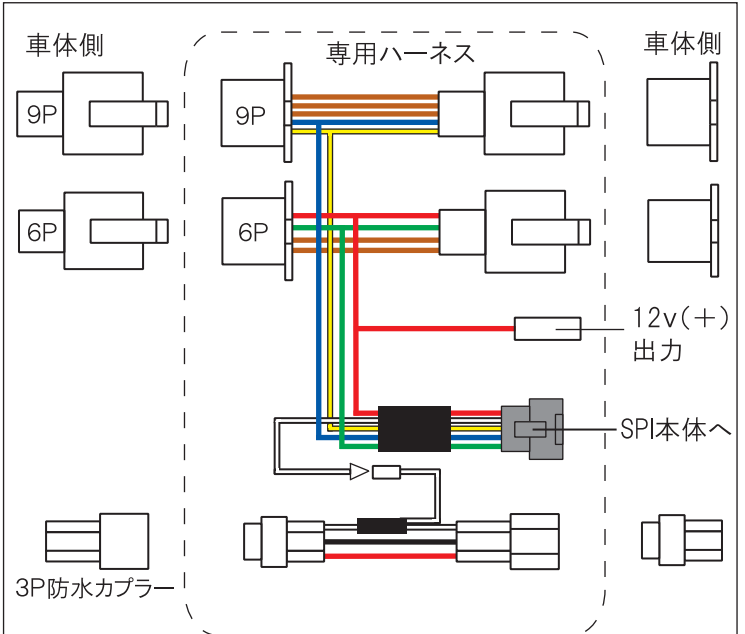 車体側
専用ハーネス
車体側
9P
9P
6P
6P
12v(+)
出力
SPI本体へ
3P防水カプラー